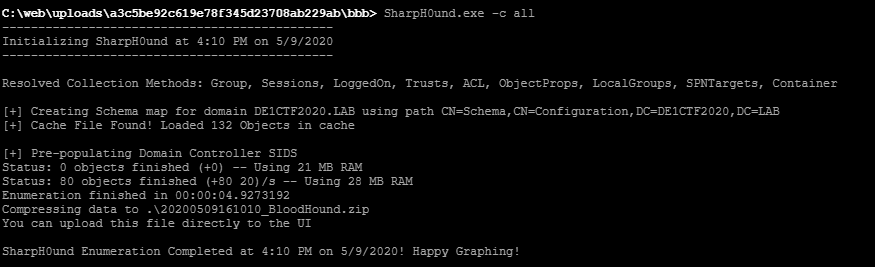 C:\web\uploads\a3c5be92c619e78f345d23708ab229ab\bbb> SharpH0und.exe -c all
-----------------------------------------------
Initializing SharpH0und at 4:10 PM on 5/9/2020
-----------------------------------------------
Resolved Collection Methods: Group, Sessions, LoggedOn, Trusts, ACL, ObjectProps, LocalGroups, SPNTargets, Container
[+] Creating Schema map for domain DE1CTF2020.LAB using path CN=Schema,CN=Configuration,DC=DE1CTF2020,DC=LAB
[+] Cache File Found! Loaded 132 Objects in cache
[+] Pre-populating Domain Controller SIDS
Status: 0 objects finished (+0) -- Using 21 MB RAM
Status: 80 objects finished (+80 20)/s -- Using 28 MB RAM
Enumeration finished in 00:00:04.9273192
Compressing data to .\20200509161010_BloodHound.zip
You can upload this file directly to the UI
SharpH0und Enumeration Completed at 4:10 PM on 5/9/2020! Happy Graphing!